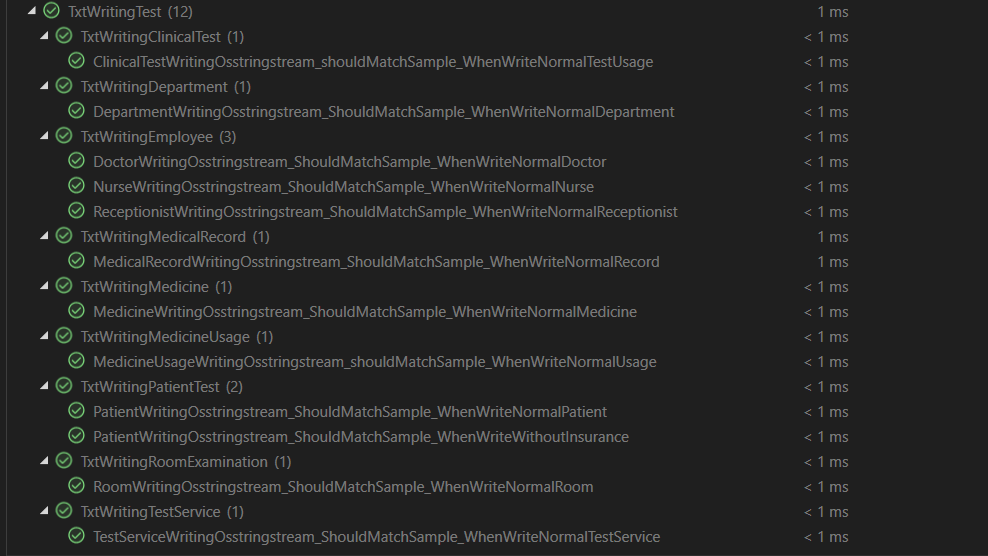 TxtWritingTest (12) 1 ms
TxtWritingClinicalTest (1) < 1 ms
ClinicalTestWritingOsstringstream_shouldMatchSample_WhenWriteNormalTestUsage < 1 ms
TxtWritingDepartment (1) < 1 ms
DepartmentWritingOsstringstream_ShouldMatchSample_WhenWriteNormalDepartment < 1 ms
TxtWritingEmployee (3) < 1 ms
DoctorWritingOsstringstream_ShouldMatchSample_WhenWriteNormalDoctor < 1 ms
NurseWritingOsstringstream_ShouldMatchSample_WhenWriteNormalNurse < 1 ms
ReceptionistWritingOsstringstream_ShouldMatchSample_WhenWriteNormalReceptionist < 1 ms
TxtWritingMedicalRecord (1) 1 ms
MedicalRecordWritingOsstringstream_ShouldMatchSample_WhenWriteNormalRecord 1 ms
TxtWritingMedicine (1) < 1 ms
MedicineWritingOsstringstream_ShouldMatchSample_WhenWriteNormalMedicine < 1 ms
TxtWritingMedicineUsage (1) < 1 ms
MedicineUsageWritingOsstringstream_shouldMatchSample_WhenWriteNormalUsage < 1 ms
TxtWritingPatientTest (2) < 1 ms
PatientWritingOsstringstream_ShouldMatchSample_WhenWriteNormalPatient < 1 ms
PatientWritingOsstringstream_ShouldMatchSample_WhenWriteWithoutInsurance < 1 ms
TxtWritingRoomExamination (1) < 1 ms
RoomWritingOsstringstream_ShouldMatchSample_WhenWriteNormalRoom < 1 ms
TxtWritingTestService (1) < 1 ms
TestServiceWritingOsstringstream_ShouldMatchSample_WhenWriteNormalTestService < 1 ms